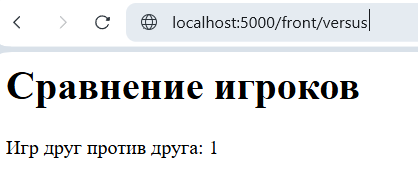 localhost:5000/front/versus
Сравнение игроков
Игр друг против друга: 1